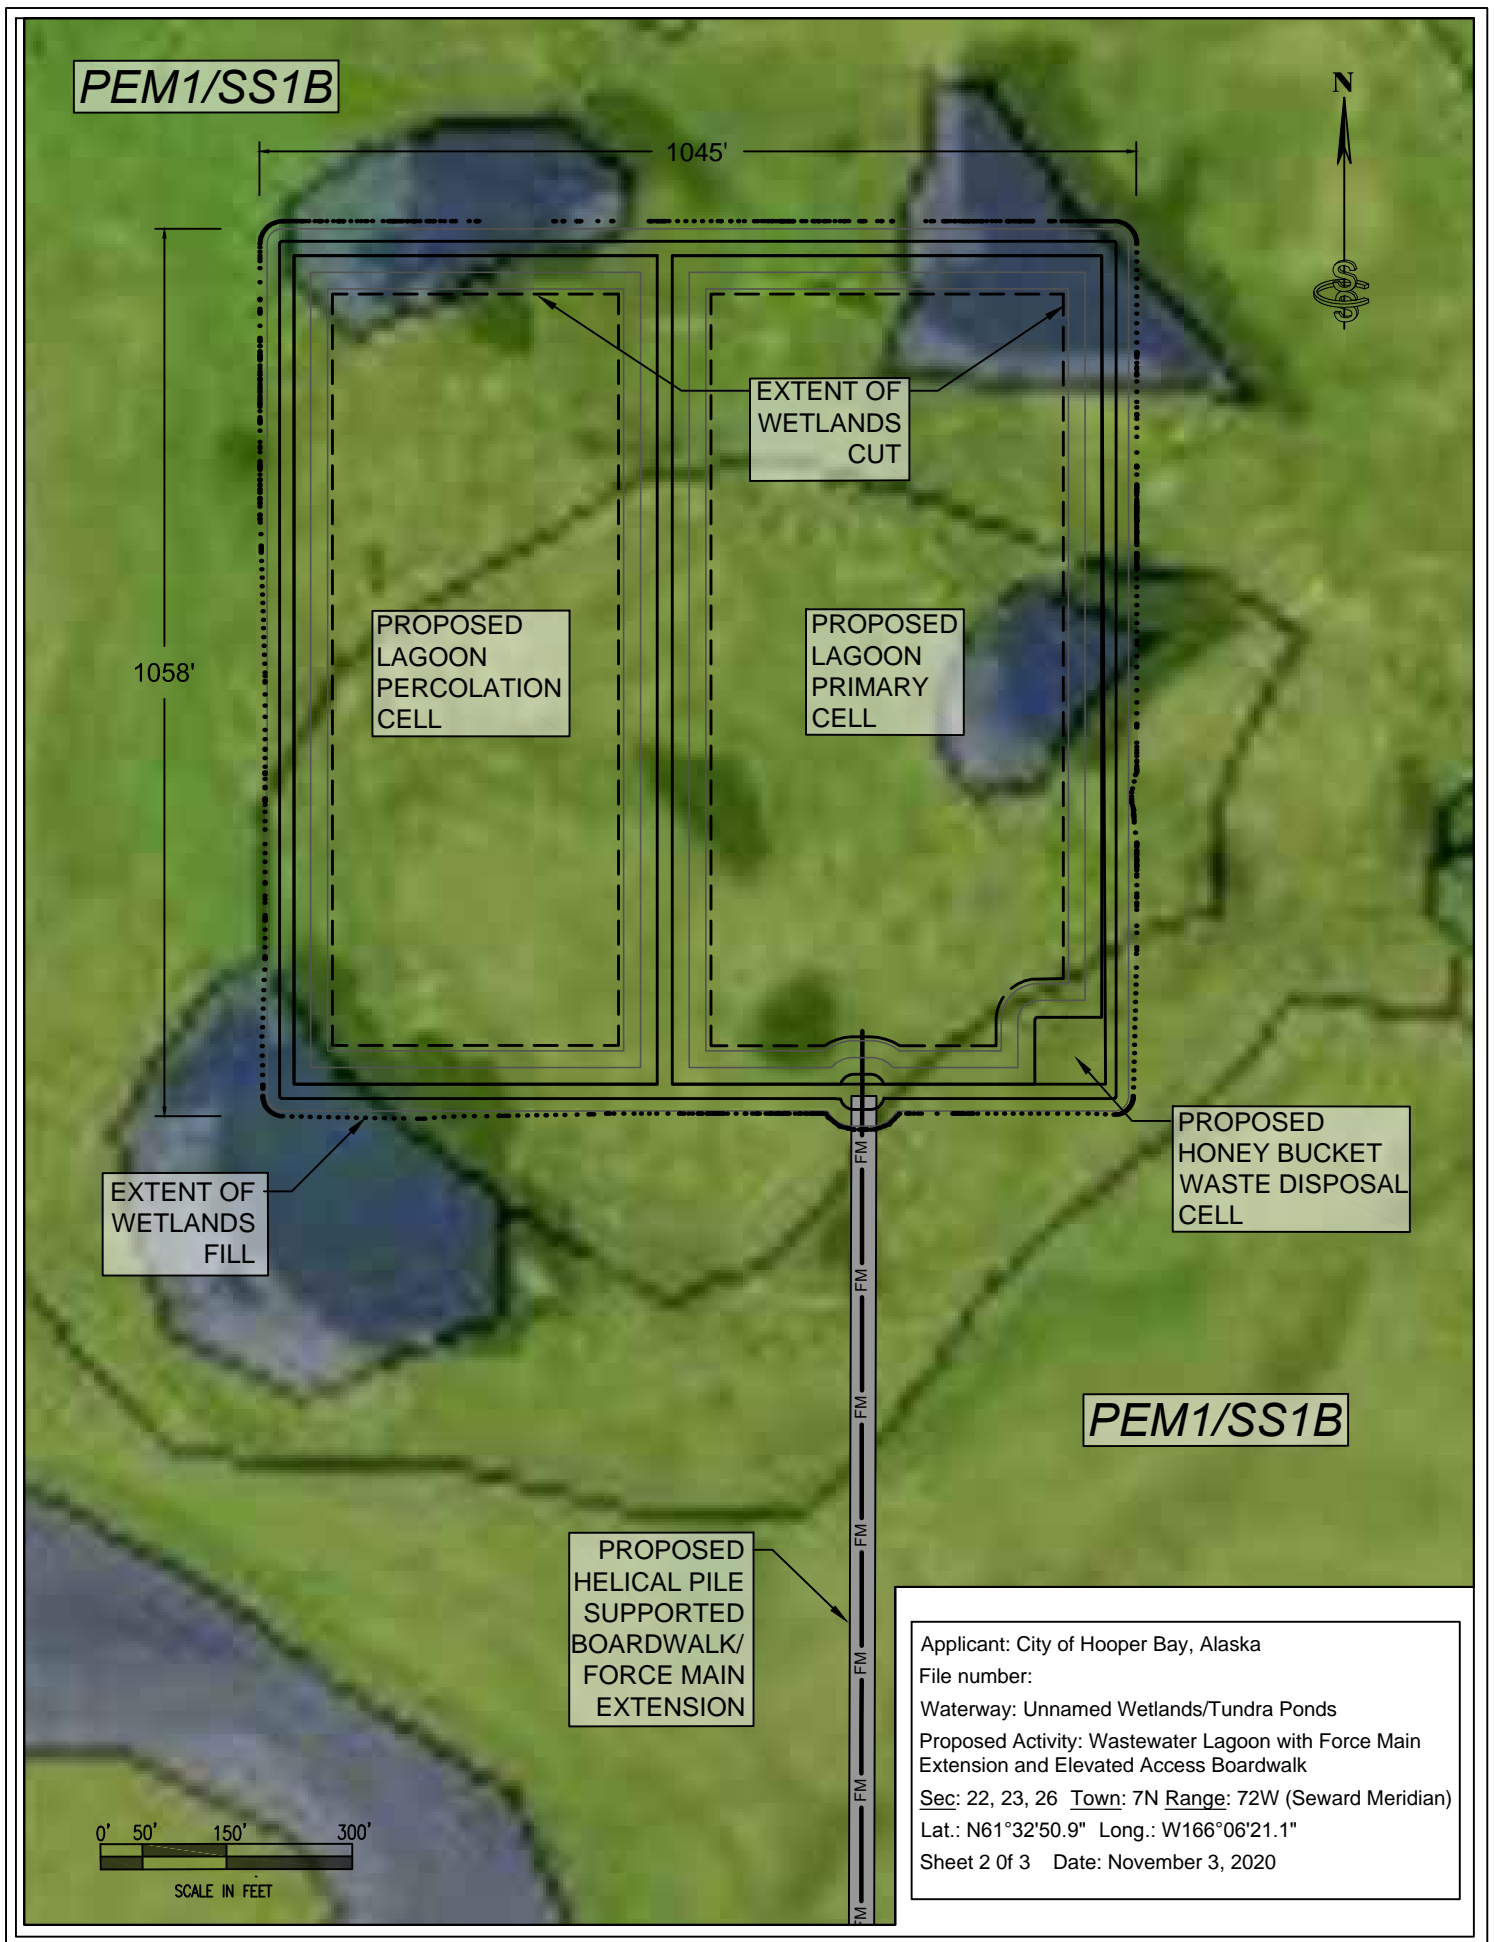 PEM1/SS1B
N
1045'
EXTENT OF
WETLANDS
CUT
PROPOSED
LAGOON
PERCOLATION
CELL
PROPOSED
LAGOON
PRIMARY
CELL
1058'
EXTENT OF
WETLANDS
FILL
PROPOSED
HONEY BUCKET
WASTE DISPOSAL
CELL
FM
FM
FM
FM
FM
FM
FM
PEM1/SS1B
PROPOSED
HELICAL PILE
SUPPORTED
BOARDWALK/
FORCE MAIN
EXTENSION
0' 50' 150' 300'
SCALE IN FEET
Applicant: City of Hooper Bay, Alaska
File number:
Waterway: Unnamed Wetlands/Tundra Ponds
Proposed Activity: Wastewater Lagoon with Force Main
Extension and Elevated Access Boardwalk
Sec: 22, 23, 26 Town: 7N Range: 72W (Seward Meridian)
Lat.: N61°32'50.9" Long.: W166°06'21.1"
Sheet 2 0f 3 Date: November 3, 2020